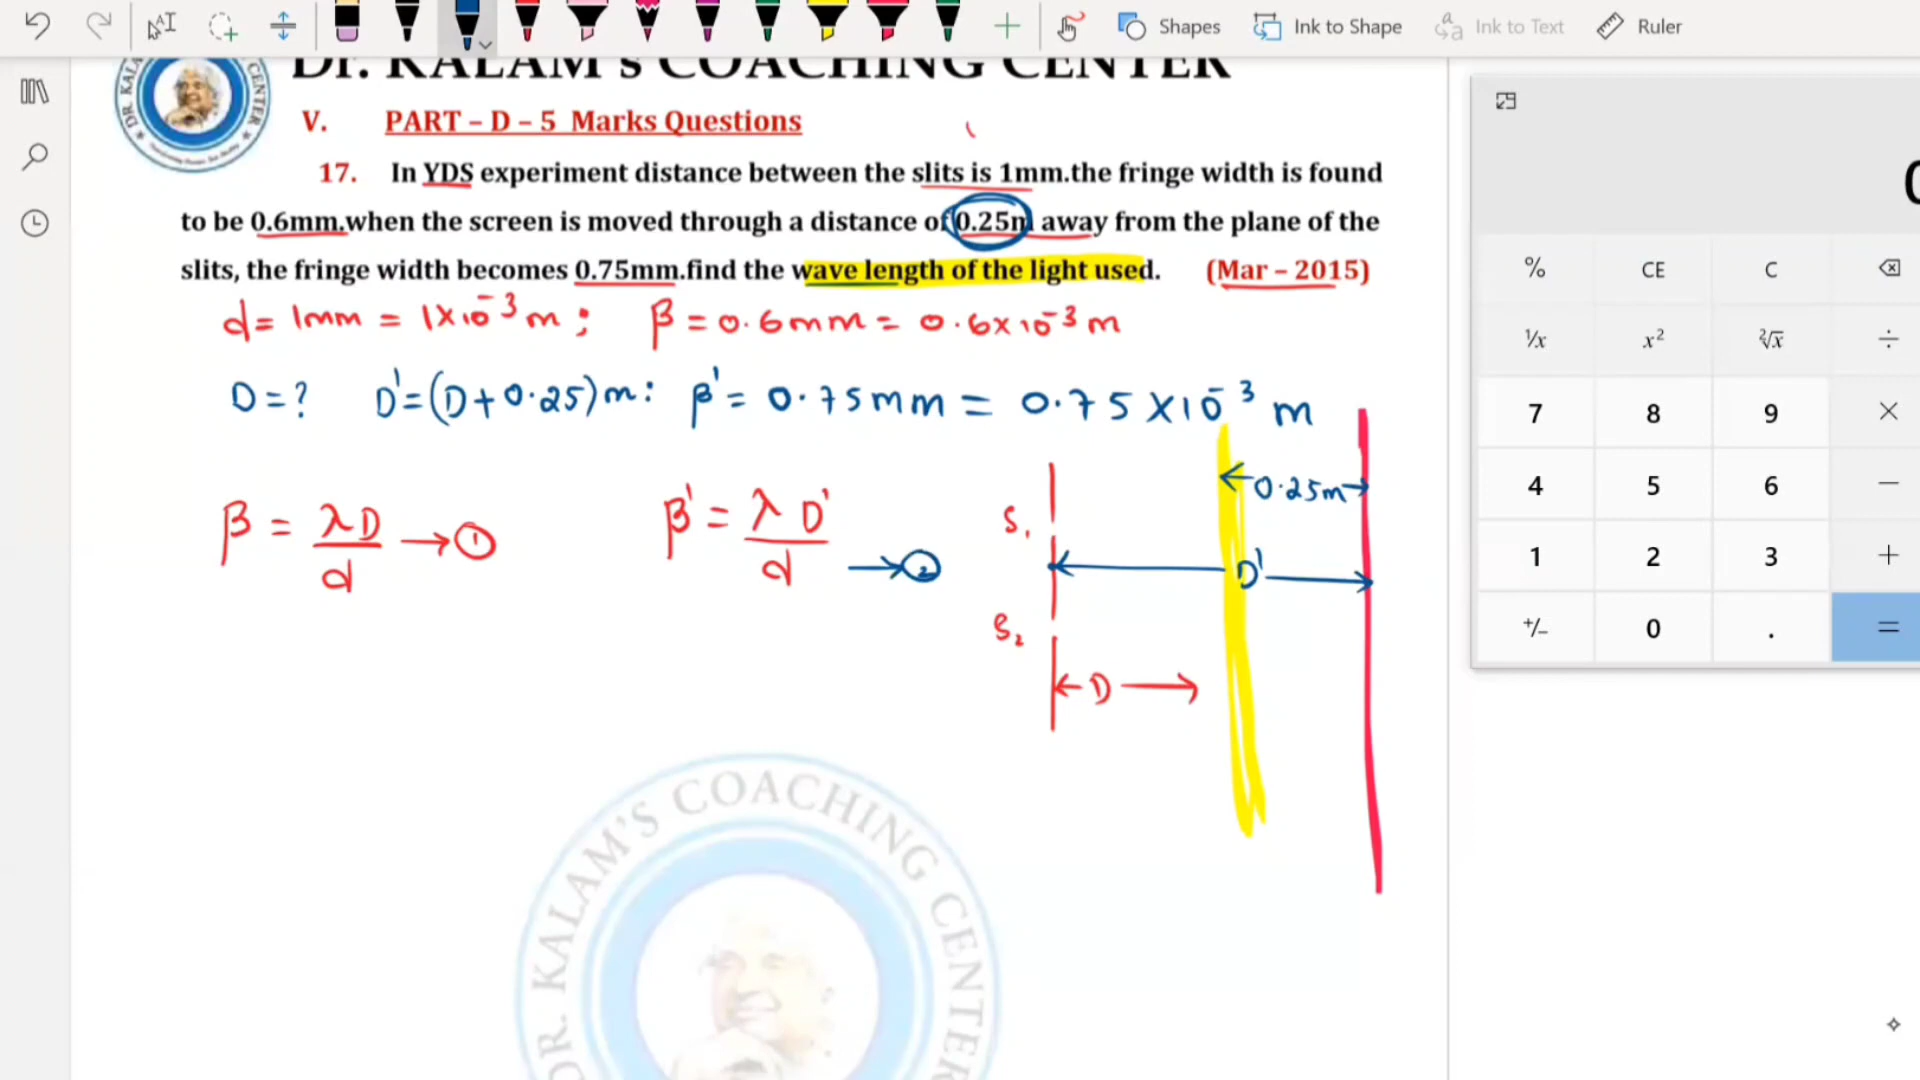 Shapes Ink to Shape Ink to Text Ruler
Dr. KALAM's COACHING CENTER
V. PART – D – 5 Marks Questions
17. In YDS experiment distance between the slits is 1mm.the fringe width is found
to be 0.6mm.when the screen is moved through a distance of 0.25m away from the plane of the
slits, the fringe width becomes 0.75mm.find the wave length of the light used. (Mar – 2015)
d = 1mm = 1×10⁻³ m ; β = 0.6mm = 0.6×10⁻³ m
D = ? D' = (D+0.25)m : β' = 0.75mm = 0.75×10⁻³ m
β = λD/d → ①
β' = λD'/d → ②
0.25m
S₁
D'
S₂
D
DR. KALAM'S COACHING CENTER
0
% CE C
¹/x x² ²√x ÷
7 8 9 ×
4 5 6 −
1 2 3 +
+/− 0 . =